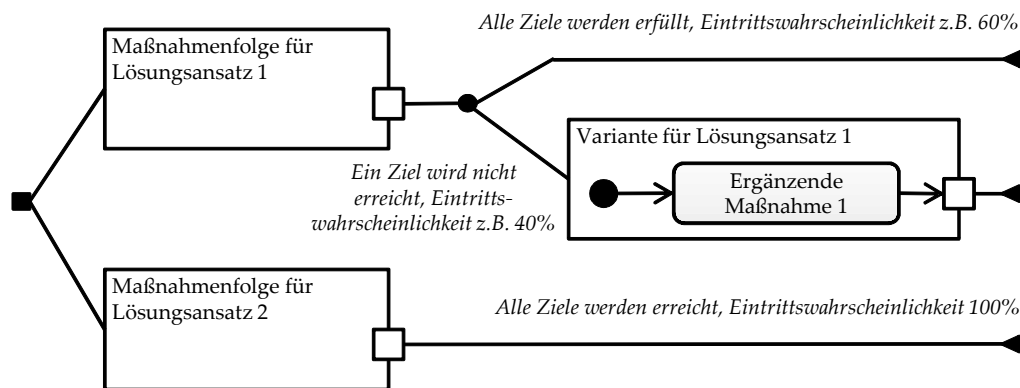 Alle Ziele werden erfüllt, Eintrittswahrscheinlichkeit z.B. 60%
Maßnahmenfolge für
Lösungsansatz 1
Variante für Lösungsansatz 1
Ein Ziel wird nicht
erreicht, Eintritts-
wahrscheinlichkeit z.B. 40%
Ergänzende
Maßnahme 1
Maßnahmenfolge für
Lösungsansatz 2
Alle Ziele werden erreicht, Eintrittswahrscheinlichkeit 100%